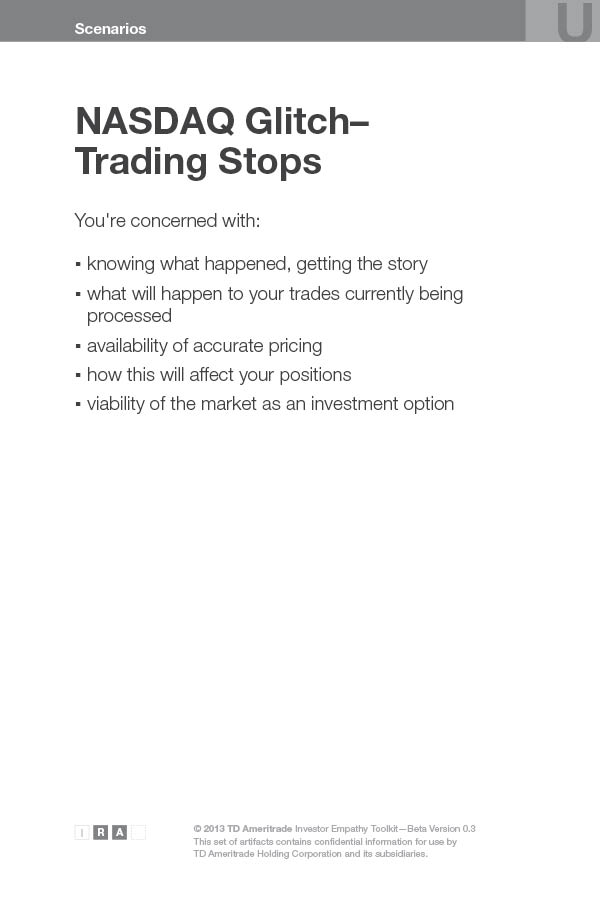 Scenarios
U
NASDAQ Glitch–
Trading Stops
You're concerned with:
▪ knowing what happened, getting the story
▪ what will happen to your trades currently being
processed
▪ availability of accurate pricing
▪ how this will affect your positions
▪ viability of the market as an investment option
I R A
© 2013 TD Ameritrade Investor Empathy Toolkit—Beta Version 0.3
This set of artifacts contains confidential information for use by
TD Ameritrade Holding Corporation and its subsidiaries.